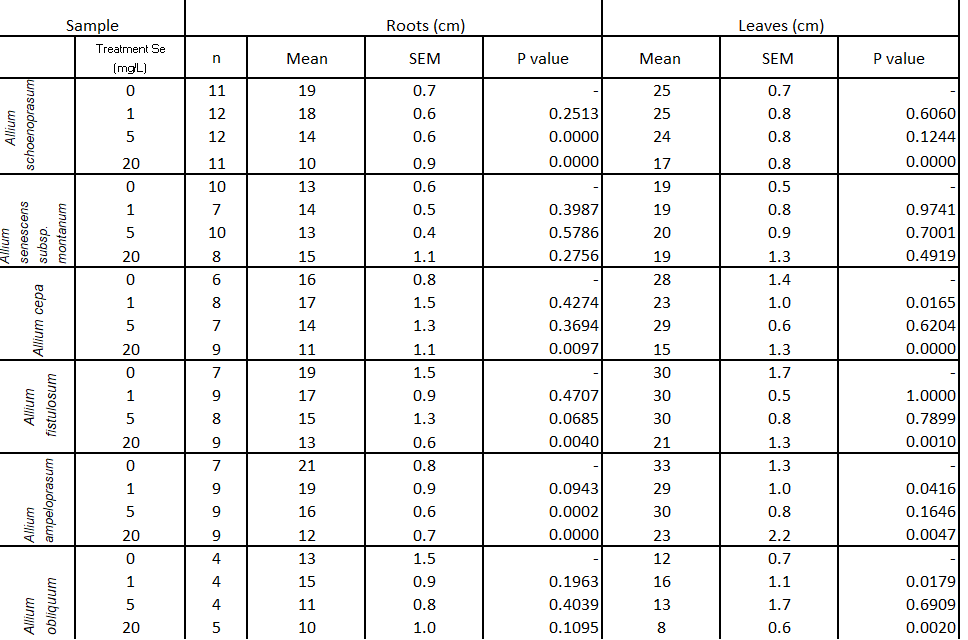 Sample Roots (cm) Leaves (cm)
Treatment Se (mg/L) n Mean SEM P value Mean SEM P value
Allium schoenoprasum
0 11 19 0.7 - 25 0.7 -
1 12 18 0.6 0.2513 25 0.8 0.6060
5 12 14 0.6 0.0000 24 0.8 0.1244
20 11 10 0.9 0.0000 17 0.8 0.0000
Allium senescens subsp. montanum
0 10 13 0.6 - 19 0.5 -
1 7 14 0.5 0.3987 19 0.8 0.9741
5 10 13 0.4 0.5786 20 0.9 0.7001
20 8 15 1.1 0.2756 19 1.3 0.4919
Allium cepa
0 6 16 0.8 - 28 1.4 -
1 8 17 1.5 0.4274 23 1.0 0.0165
5 7 14 1.3 0.3694 29 0.6 0.6204
20 9 11 1.1 0.0097 15 1.3 0.0000
Allium fistulosum
0 7 19 1.5 - 30 1.7 -
1 9 17 0.9 0.4707 30 0.5 1.0000
5 8 15 1.3 0.0685 30 0.8 0.7899
20 9 13 0.6 0.0040 21 1.3 0.0010
Allium ampeloprasum
0 7 21 0.8 - 33 1.3 -
1 9 19 0.9 0.0943 29 1.0 0.0416
5 9 16 0.6 0.0002 30 0.8 0.1646
20 9 12 0.7 0.0000 23 2.2 0.0047
Allium obliquum
0 4 13 1.5 - 12 0.7 -
1 4 15 0.9 0.1963 16 1.1 0.0179
5 4 11 0.8 0.4039 13 1.7 0.6909
20 5 10 1.0 0.1095 8 0.6 0.0020